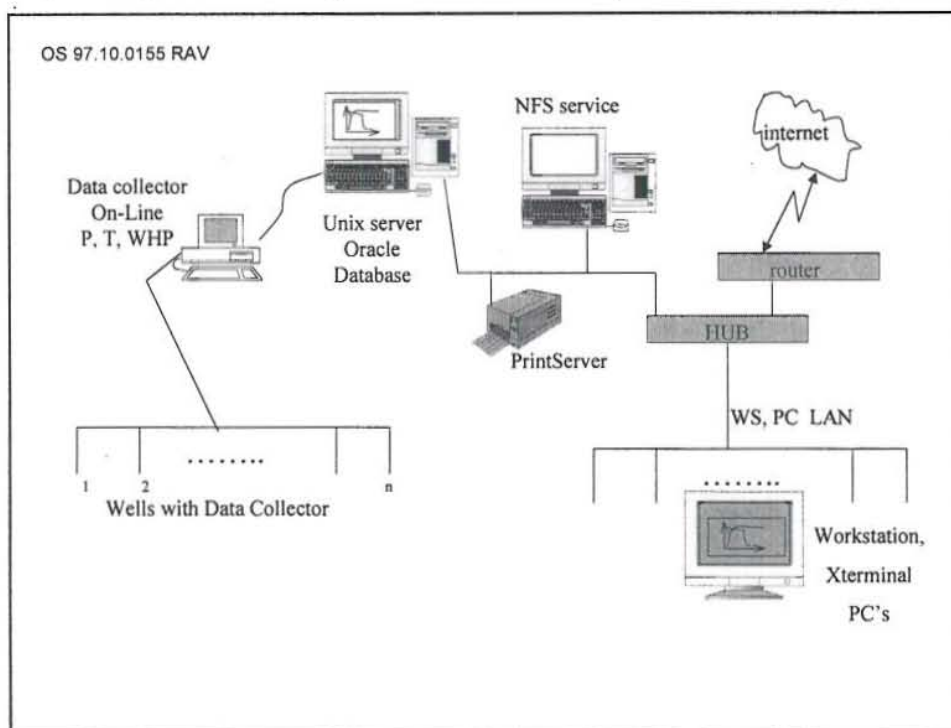 OS 97.10.0155 RAV
NFS service
internet
Data collector
On-Line
P, T, WHP
Unix server
Oracle
Database
router
HUB
PrintServer
WS, PC LAN
1 2 ........ n
Wells with Data Collector
........
Workstation,
Xterminal
PC's